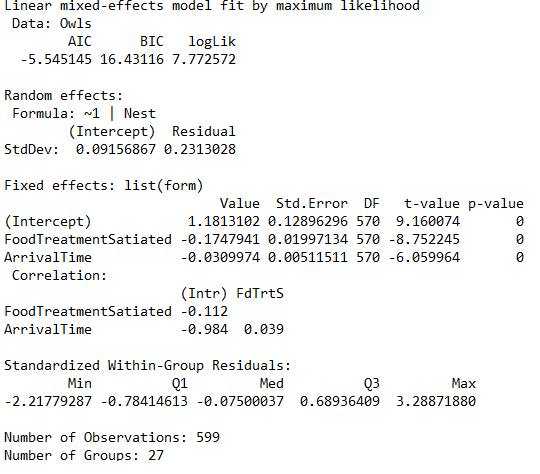 Linear mixed-effects model fit by maximum likelihood
 Data: Owls
        AIC      BIC   logLik
  -5.545145 16.43116 7.772572

Random effects:
 Formula: ~1 | Nest
        (Intercept)  Residual
StdDev:  0.09156867 0.2313028

Fixed effects: list(form)
                           Value  Std.Error  DF   t-value p-value
(Intercept)            1.1813102 0.12896296 570  9.160074       0
FoodTreatmentSatiated -0.1747941 0.01997134 570 -8.752245       0
ArrivalTime           -0.0309974 0.00511511 570 -6.059964       0
 Correlation:
                      (Intr) FdTrtS
FoodTreatmentSatiated -0.112
ArrivalTime           -0.984  0.039

Standardized Within-Group Residuals:
        Min          Q1         Med          Q3         Max
-2.21779287 -0.78414613 -0.07500037  0.68936409  3.28871880

Number of Observations: 599
Number of Groups: 27